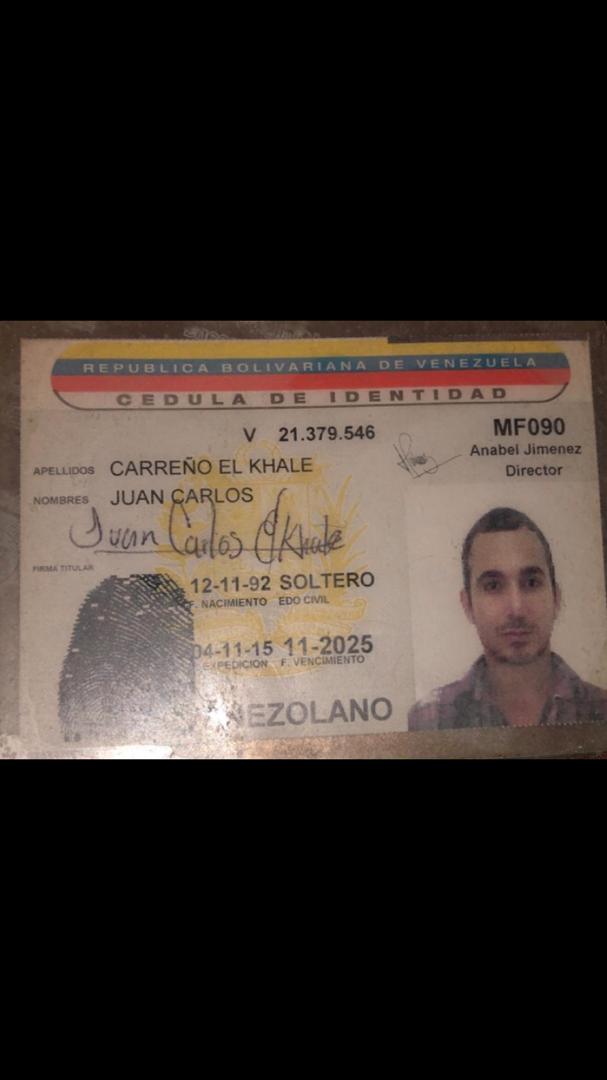 REPUBLICA BOLIVARIANA DE VENEZUELA
CEDULA DE IDENTIDAD
V 21.379.546
MF090
Anabel Jimenez
Director
APELLIDOS CARREÑO EL KHALE
NOMBRES JUAN CARLOS
Juan Carlos El Khale
FIRMA TITULAR
12-11-92 SOLTERO
F. NACIMIENTO EDO CIVIL
04-11-15 11-2025
EXPEDICION F. VENCIMIENTO
NEZOLANO